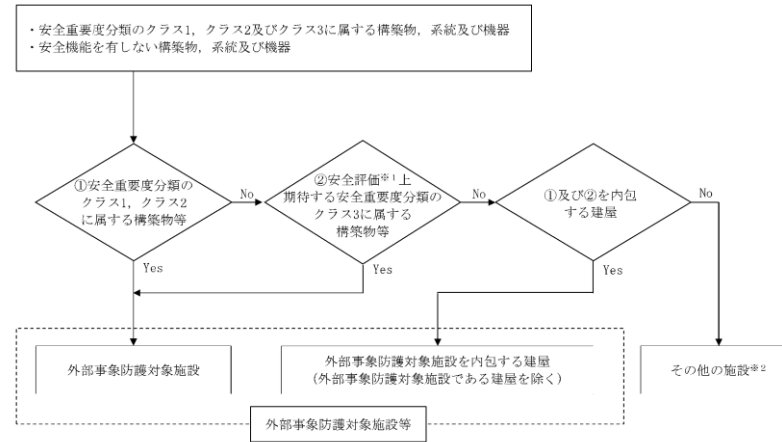 ・安全重要度分類のクラス1，クラス2及びクラス3に属する構築物，系統及び機器
・安全機能を有しない構築物，系統及び機器
①安全重要度分類の
クラス1，クラス2
に属する構築物等
No
②安全評価※1上
期待する安全重要度分類の
クラス3に属する
構築物等
No
①及び②を内包
する建屋
No
Yes
Yes
Yes
外部事象防護対象施設
外部事象防護対象施設を内包する建屋
(外部事象防護対象施設である建屋を除く)
その他の施設※2
外部事象防護対象施設等